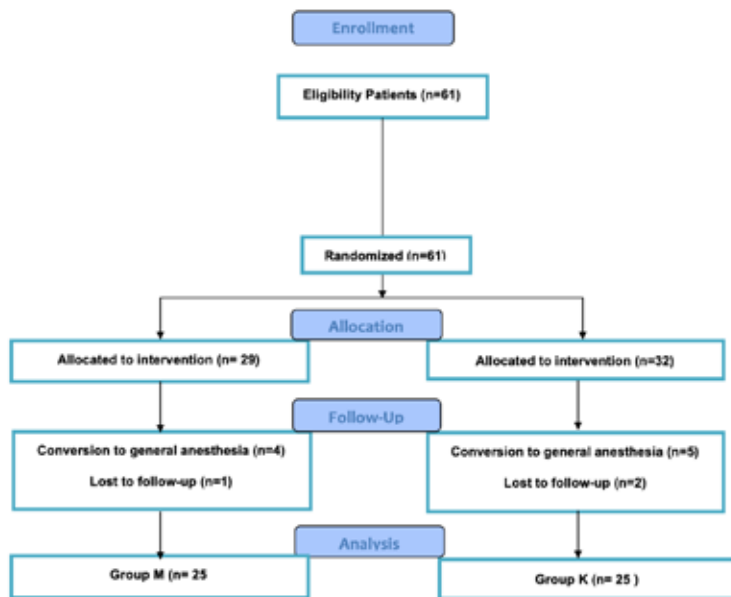 Enrollment
Eligibility Patients (n=61)
Randomized (n=61)
Allocation
Allocated to intervention (n= 29)
Allocated to intervention (n=32)
Follow-Up
Conversion to general anesthesia (n=4)
Lost to follow-up (n=1)
Conversion to general anesthesia (n=5)
Lost to follow-up (n=2)
Analysis
Group M (n= 25
Group K (n= 25 )